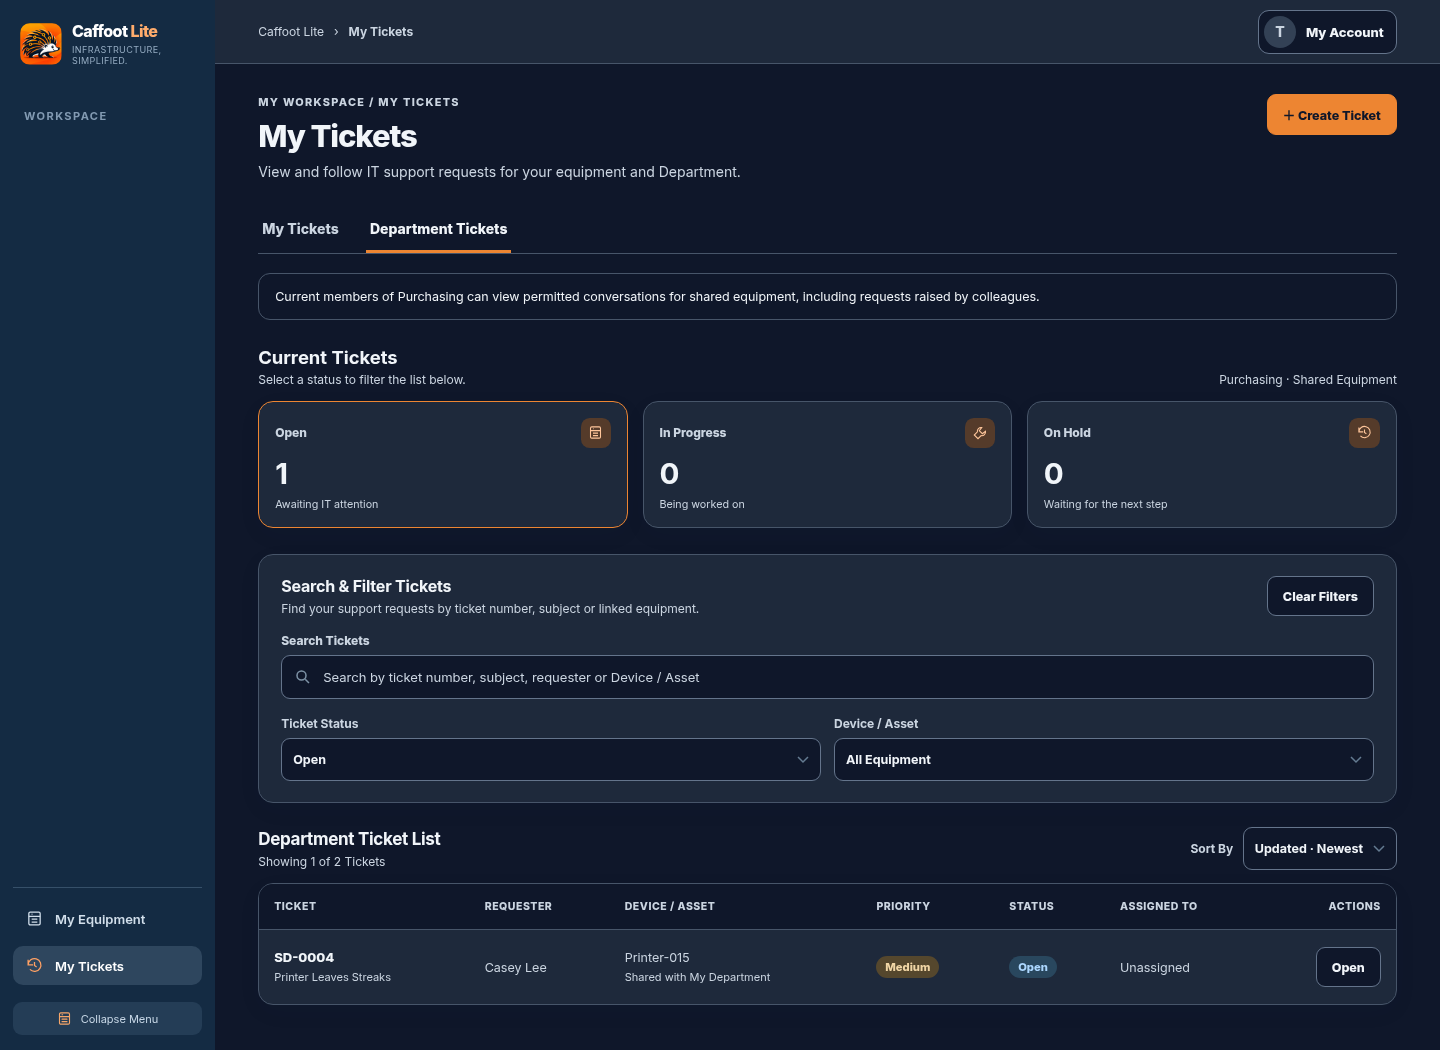 Caffoot Lite
INFRASTRUCTURE,
SIMPLIFIED.
WORKSPACE
My Equipment
My Tickets
Collapse Menu
Caffoot Lite › My Tickets
T My Account
MY WORKSPACE / MY TICKETS
My Tickets
View and follow IT support requests for your equipment and Department.
+ Create Ticket
My Tickets Department Tickets
Current members of Purchasing can view permitted conversations for shared equipment, including requests raised by colleagues.
Current Tickets
Select a status to filter the list below.
Purchasing · Shared Equipment
Open
1
Awaiting IT attention
In Progress
0
Being worked on
On Hold
0
Waiting for the next step
Search & Filter Tickets
Find your support requests by ticket number, subject or linked equipment.
Clear Filters
Search Tickets
Search by ticket number, subject, requester or Device / Asset
Ticket Status
Open
Device / Asset
All Equipment
Department Ticket List
Showing 1 of 2 Tickets
Sort By Updated · Newest
TICKET REQUESTER DEVICE / ASSET PRIORITY STATUS ASSIGNED TO ACTIONS
SD-0004
Printer Leaves Streaks
Casey Lee
Printer-015
Shared with My Department
Medium
Open
Unassigned
Open